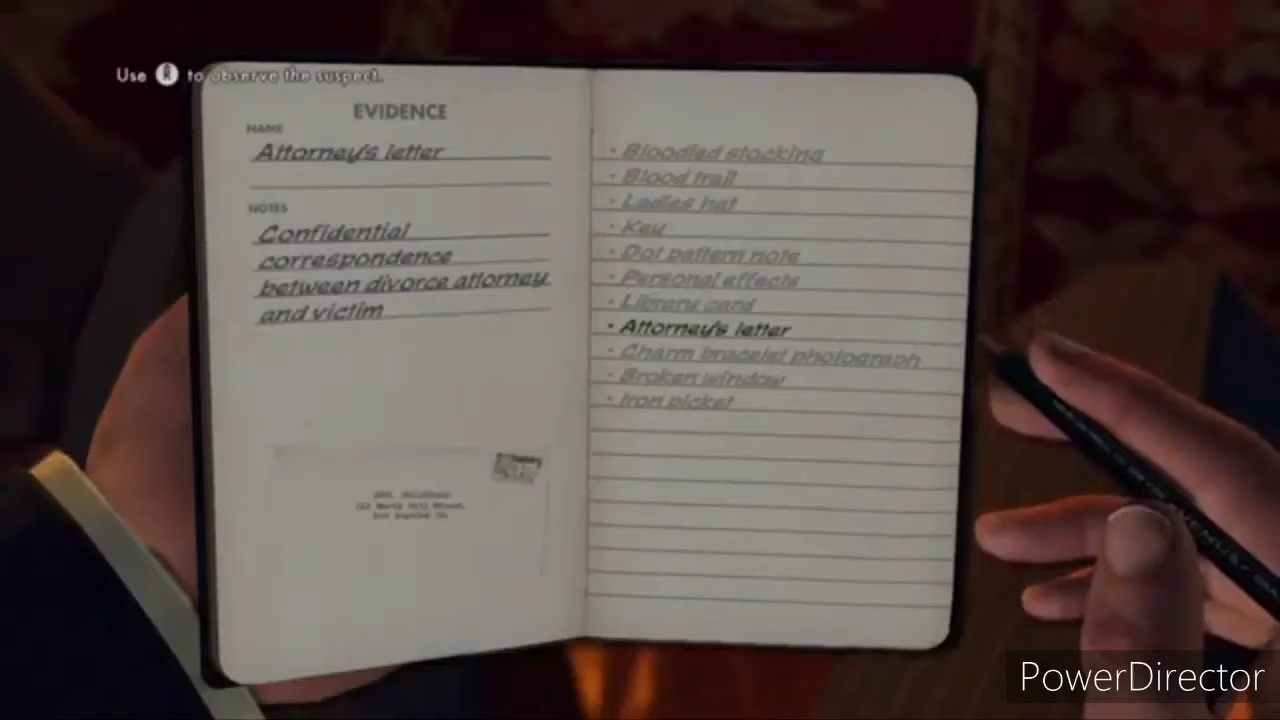 Use R to observe the suspect.
EVIDENCE
NAME
Attorney's letter
NOTES
Confidential
correspondence
between divorce attorney
and victim
• Bloodied stocking
• Blood trail
• Ladies hat
• Key
• Dot pattern note
• Personal effects
• Library card
• Attorney's letter
• Charm bracelet photograph
• Broken window
• Iron picket
VENUS
PowerDirector